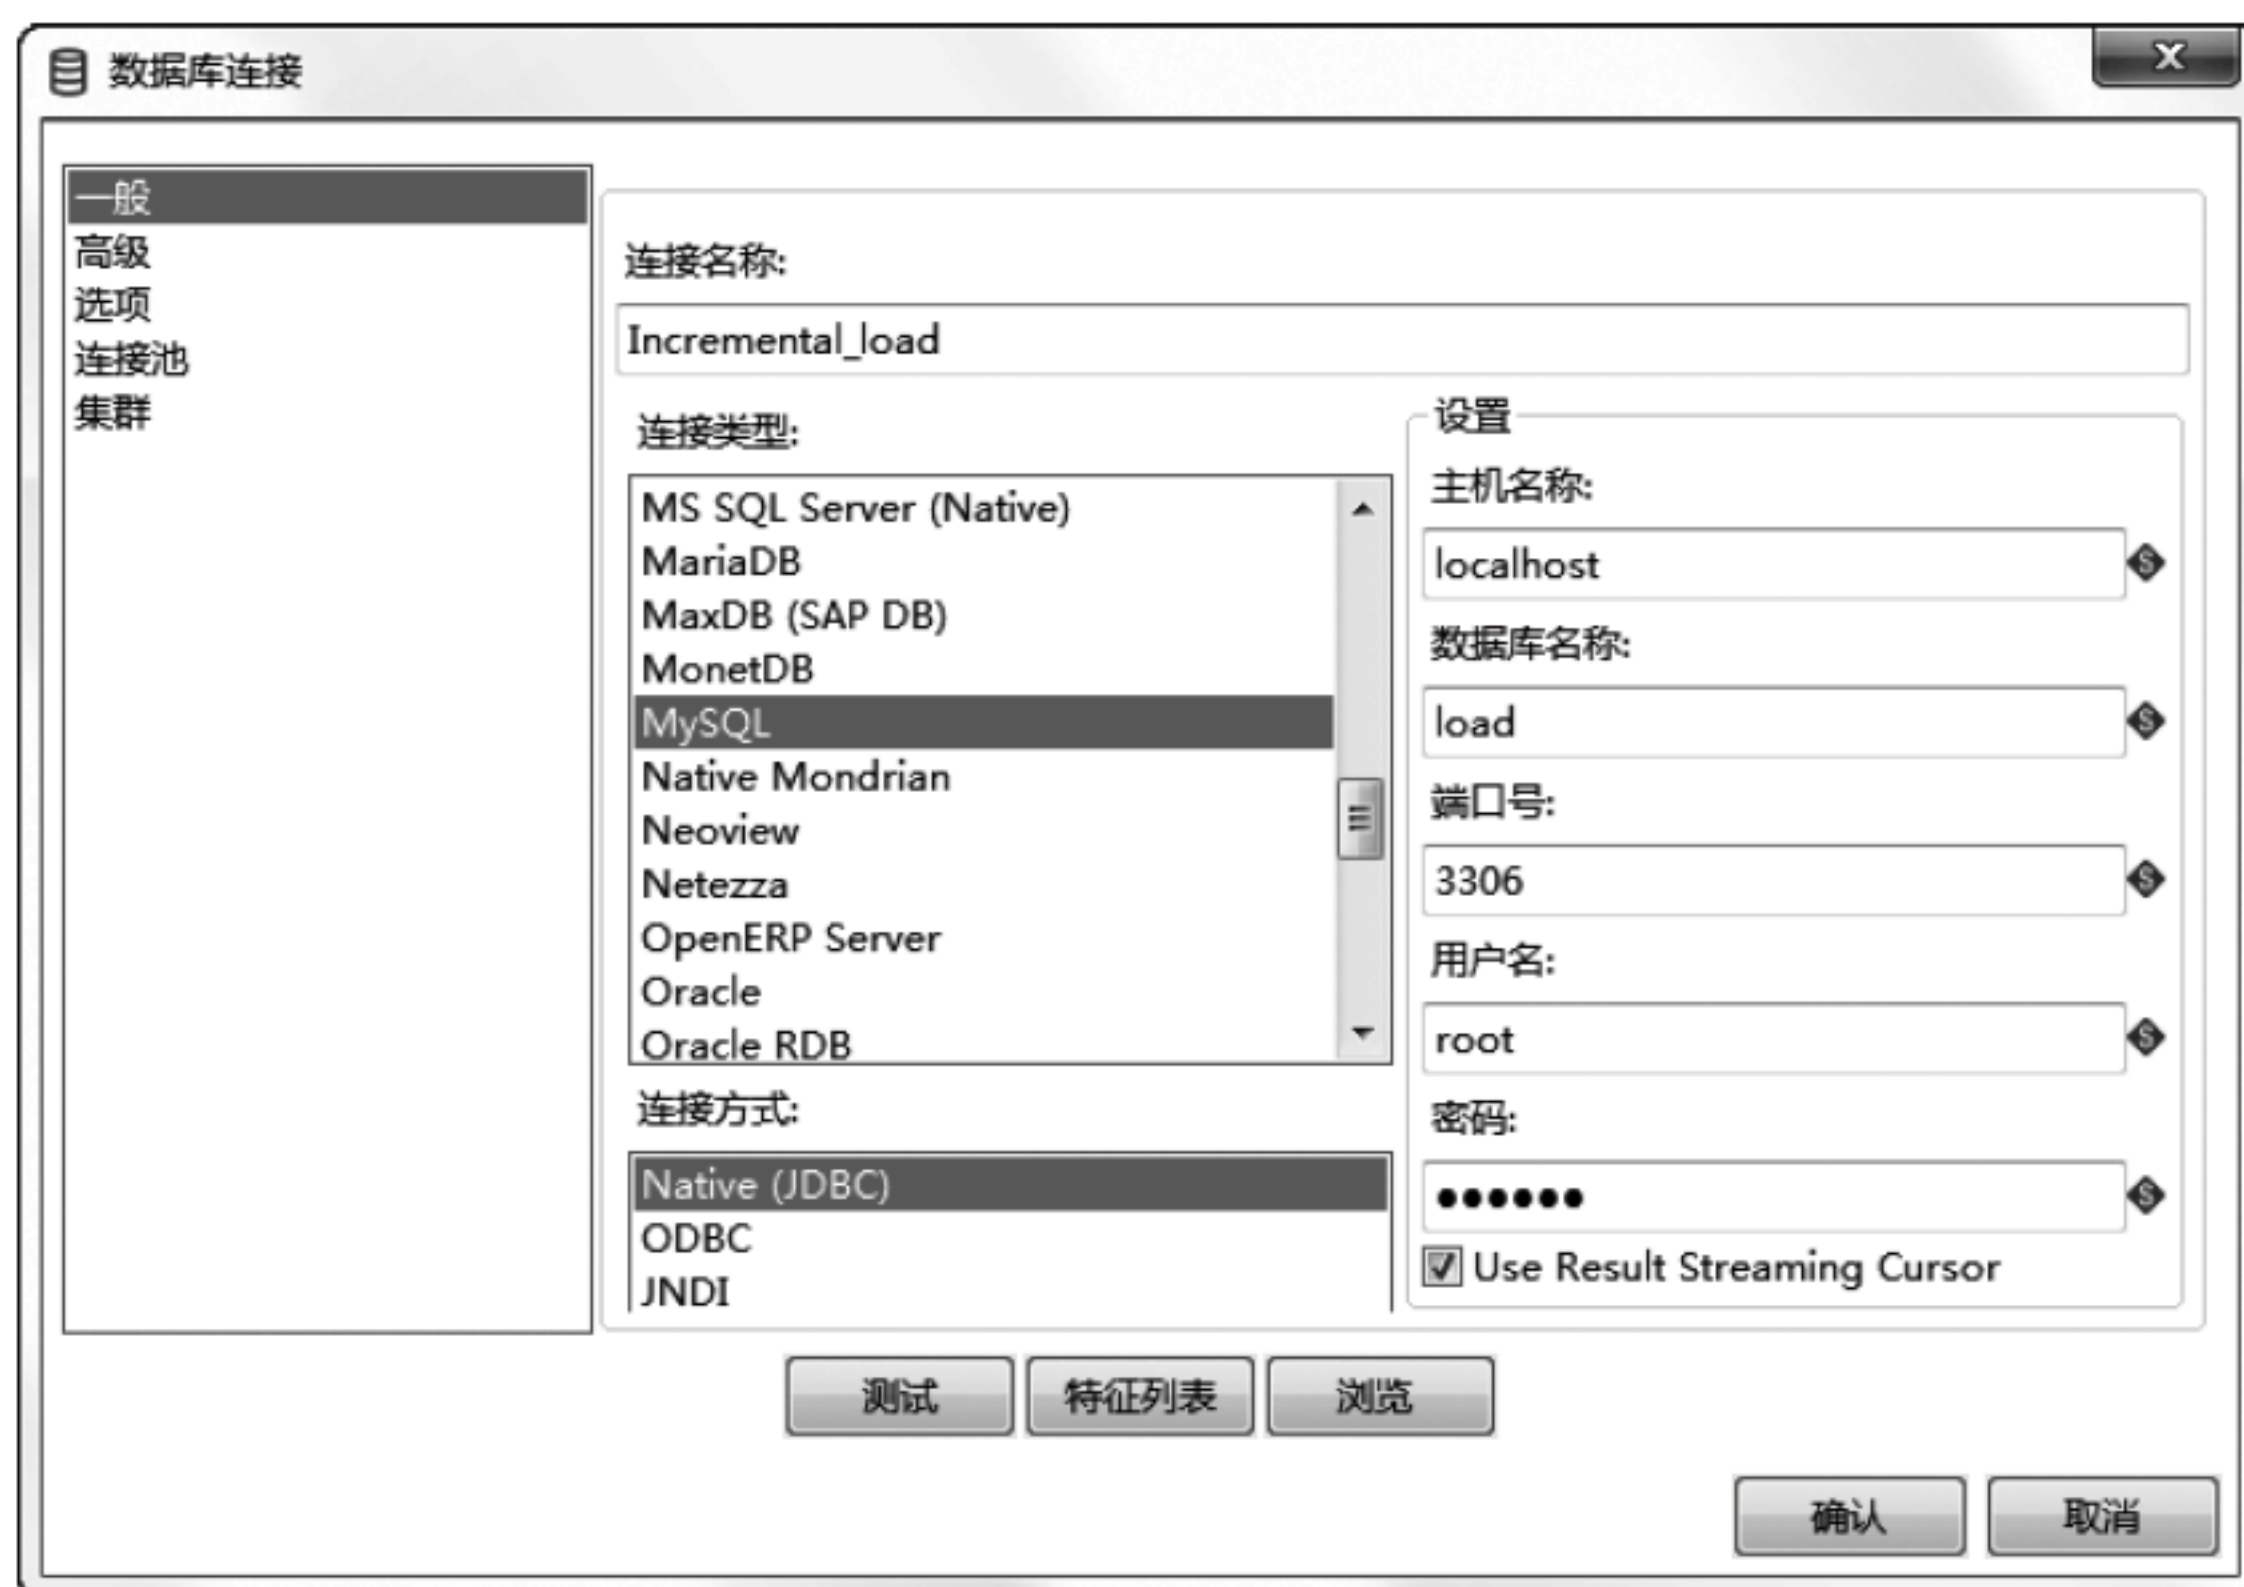 数据库连接
一般
高级
选项
连接池
集群
连接名称:
Incremental_load
连接类型:
MS SQL Server (Native)
MariaDB
MaxDB (SAP DB)
MonetDB
MySQL
Native Mondrian
Neoview
Netezza
OpenERP Server
Oracle
Oracle RDB
连接方式:
Native (JDBC)
ODBC
JNDI
设置
主机名称:
localhost
数据库名称:
load
端口号:
3306
用户名:
root
密码:
●●●●●●
Use Result Streaming Cursor
测试
特征列表
浏览
确认
取消